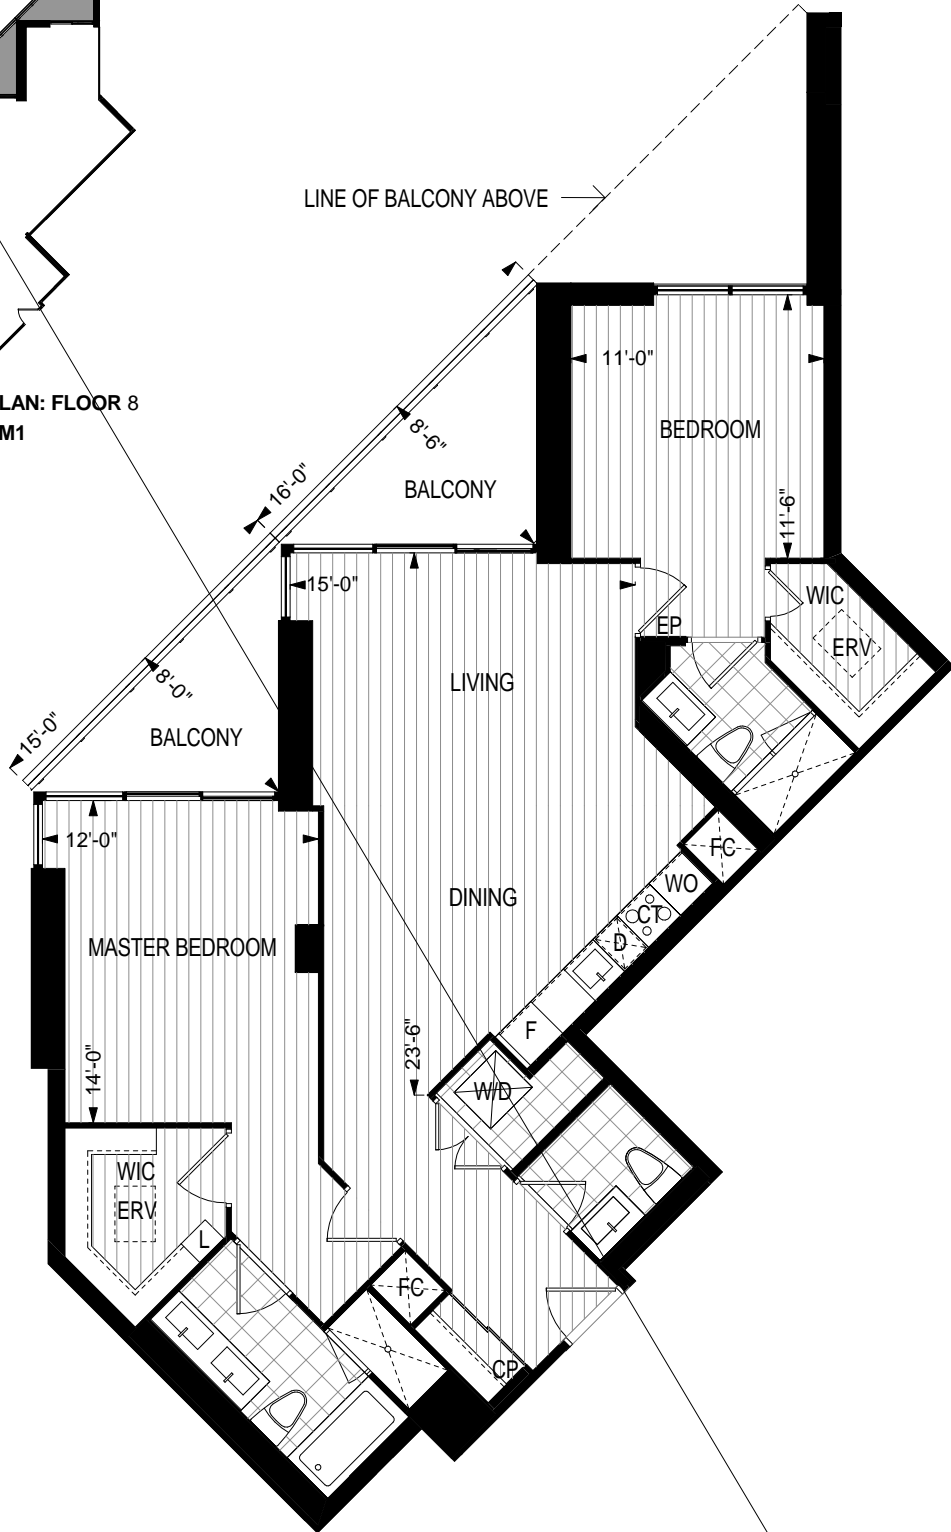 LINE OF BALCONY ABOVE
11'-0"
LAN: FLOOR 8
M1
8'-6"
BEDROOM
16'-0"
BALCONY
11'-6"
15'-0"
WIC
EP
ERV
8'-0"
LIVING
15'-0"
BALCONY
12'-0"
FC
WO
DINING
CT
D
MASTER BEDROOM
F
23'-6"
14'-0"
W/D
WIC
ERV
L
FC
CP